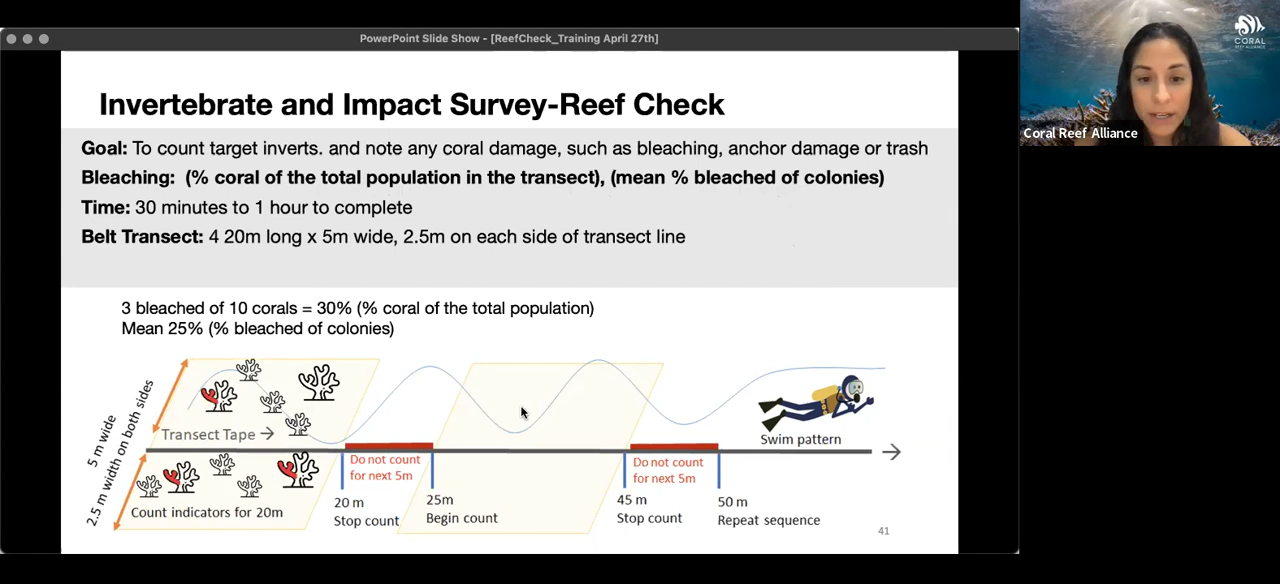 PowerPoint Slide Show - [ReefCheck_Training April 27th]
CORAL
REEF ALLIANCE
Coral Reef Alliance
Invertebrate and Impact Survey-Reef Check
Goal: To count target inverts. and note any coral damage, such as bleaching, anchor damage or trash
Bleaching: (% coral of the total population in the transect), (mean % bleached of colonies)
Time: 30 minutes to 1 hour to complete
Belt Transect: 4 20m long x 5m wide, 2.5m on each side of transect line
3 bleached of 10 corals = 30% (% coral of the total population)
Mean 25% (% bleached of colonies)
5 m wide
2.5 m width on both sides
Transect Tape →
Count indicators for 20m
Do not count
for next 5m
20 m
Stop count
25m
Begin count
Do not count
for next 5m
45 m
Stop count
50 m
Repeat sequence
Swim pattern
41